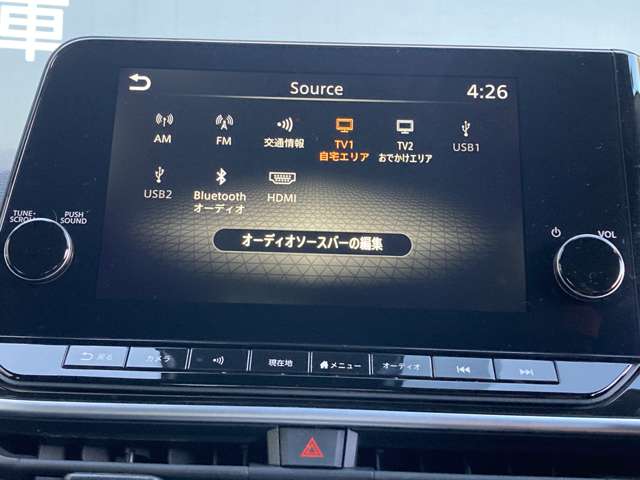 庫
Source
4:26
AM
FM
交通情報
TV1
自宅エリア
TV2
おでかけエリア
USB1
USB2
Bluetooth
オーディオ
HDMI
オーディオソースバーの編集
TUNE・
SCROLL
PUSH
SOUND
VOL
戻る
カメラ
現在地
メニュー
オーディオ